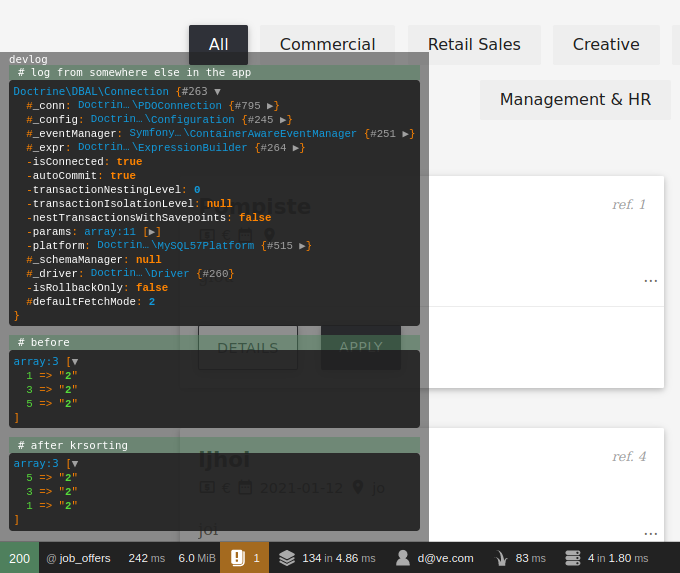 All
Commercial
Retail Sales
Creative
Management & HR
devlog
# log from somewhere else in the app
Doctrine\DBAL\Connection {#263 ▼
#_conn: Doctrin…\PDOConnection {#795 ▶}
#_config: Doctrin…\Configuration {#245 ▶}
#_eventManager: Symfony…\ContainerAwareEventManager {#251 ▶}
#_expr: Doctrin…\ExpressionBuilder {#264 ▶}
-isConnected: true
-autoCommit: true
-transactionNestingLevel: 0
-transactionIsolationLevel: null
-nestTransactionsWithSavepoints: false
-params: array:11 [▶]
-platform: Doctrin…\MySQL57Platform {#515 ▶}
#_schemaManager: null
#_driver: Doctrin…\Driver {#260}
-isRollbackOnly: false
#defaultFetchMode: 2
}
ref. 1
...
DETAILS
APPLY
# before
array:3 [▼
1 => "2"
3 => "2"
5 => "2"
]
# after krsorting
array:3 [▼
5 => "2"
3 => "2"
1 => "2"
]
ref. 4
€ 2021-01-12 jo
...
200 @ job_offers 242 ms 6.0 MiB 1 134 in 4.86 ms d@ve.com 83 ms 4 in 1.80 ms